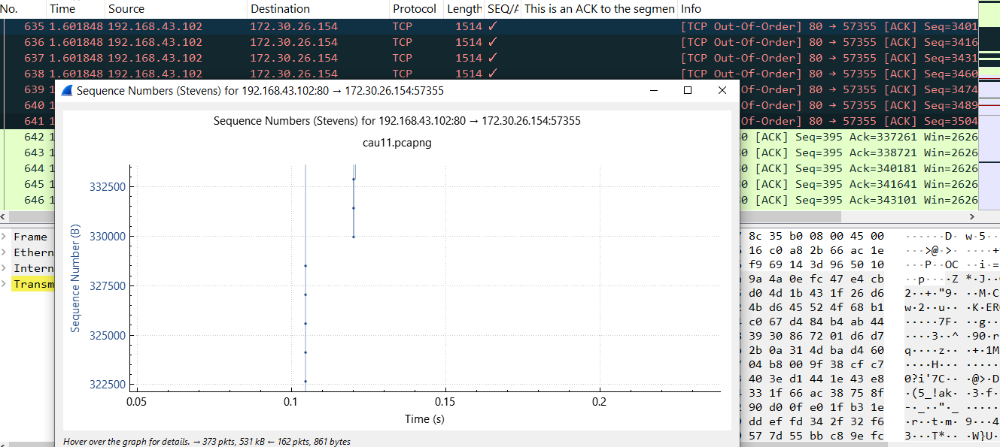 No. Time Source Destination Protocol Length SEQ/A This is an ACK to the segmen Info
635 1.601848 192.168.43.102 172.30.26.154 TCP 1514 ✓ [TCP Out-Of-Order] 80 → 57355 [ACK] Seq=3401
636 1.601848 192.168.43.102 172.30.26.154 TCP 1514 ✓ [TCP Out-Of-Order] 80 → 57355 [ACK] Seq=3416
637 1.601848 192.168.43.102 172.30.26.154 TCP 1514 ✓ [TCP Out-Of-Order] 80 → 57355 [ACK] Seq=3431
638 1.601848 192.168.43.102 172.30.26.154 TCP 1514 ✓ [TCP Out-Of-Order] 80 → 57355 [ACK] Seq=3460
639 1 Of-Order] 80 → 57355 [ACK] Seq=3474
640 1 Of-Order] 80 → 57355 [ACK] Seq=3489
641 1 Of-Order] 80 → 57355 [ACK] Seq=3504
642 1 0 [ACK] Seq=395 Ack=337261 Win=2626
643 1 0 [ACK] Seq=395 Ack=338721 Win=2626
644 1 0 [ACK] Seq=395 Ack=340181 Win=2626
645 1 0 [ACK] Seq=395 Ack=341641 Win=2626
646 1 0 [ACK] Seq=395 Ack=343101 Win=2626
Sequence Numbers (Stevens) for 192.168.43.102:80 → 172.30.26.154:57355
Sequence Numbers (Stevens) for 192.168.43.102:80 → 172.30.26.154:57355
cau11.pcapng
Sequence Number (B)
332500
330000
327500
325000
322500
0.05 0.1 0.15 0.2
Time (s)
Hover over the graph for details. → 373 pkts, 531 kB ← 162 pkts, 861 bytes
Frame
Ethern
Intern
Transm
8c 35 b0 08 00 45 00
16 c0 a8 2b 66 ac 1e
f9 69 14 3d 96 50 10
9a 4a 0e fc 47 e4 cb
d0 4d 1b 43 1f 26 d6
4b d6 45 52 4f 68 b1
c0 67 d4 84 b4 ab 44
39 30 86 72 01 d6 d7
2b 0a 31 4d ba d4 60
04 b8 00 9f 38 cf c7
40 3e d1 44 1e 43 e8
33 1f 66 ac 38 75 8f
90 d0 0f e0 1f b3 1e
dd ef fd 34 2f 32 f6
57 7d 55 bb c8 9e fc